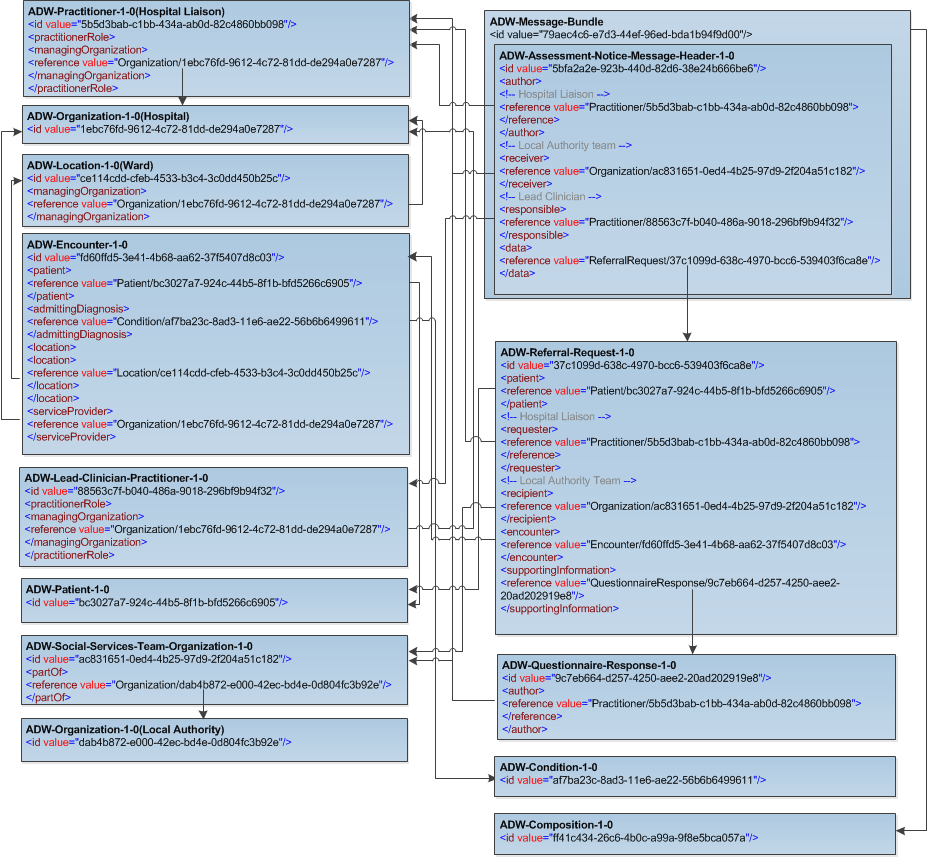 ADW-Practitioner-1-0(Hospital Liaison)
<id value="5b5d3bab-c1bb-434a-ab0d-82c4860bb098"/>
<practitionerRole>
<managingOrganization>
<reference value="Organization/1ebc76fd-9612-4c72-81dd-de294a0e7287"/>
</managingOrganization>
</practitionerRole>
ADW-Organization-1-0(Hospital)
<id value="1ebc76fd-9612-4c72-81dd-de294a0e7287"/>
ADW-Location-1-0(Ward)
<id value="ce114cdd-cfeb-4533-b3c4-3c0dd450b25c"/>
<managingOrganization>
<reference value="Organization/1ebc76fd-9612-4c72-81dd-de294a0e7287"/>
</managingOrganization>
ADW-Encounter-1-0
<id value="fd60ffd5-3e41-4b68-aa62-37f5407d8c03"/>
<patient>
<reference value="Patient/bc3027a7-924c-44b5-8f1b-bfd5266c6905"/>
</patient>
<admittingDiagnosis>
<reference value="Condition/af7ba23c-8ad3-11e6-ae22-56b6b6499611"/>
</admittingDiagnosis>
<location>
<location>
<reference value="Location/ce114cdd-cfeb-4533-b3c4-3c0dd450b25c"/>
</location>
</location>
<serviceProvider>
<reference value="Organization/1ebc76fd-9612-4c72-81dd-de294a0e7287"/>
</serviceProvider>
ADW-Lead-Clinician-Practitioner-1-0
<id value="88563c7f-b040-486a-9018-296bf9b94f32"/>
<practitionerRole>
<managingOrganization>
<reference value="Organization/1ebc76fd-9612-4c72-81dd-de294a0e7287"/>
</managingOrganization>
</practitionerRole>
ADW-Patient-1-0
<id value="bc3027a7-924c-44b5-8f1b-bfd5266c6905"/>
ADW-Social-Services-Team-Organization-1-0
<id value="ac831651-0ed4-4b25-97d9-2f204a51c182"/>
<partOf>
<reference value="Organization/dab4b872-e000-42ec-bd4e-0d804fc3b92e"/>
</partOf>
ADW-Organization-1-0(Local Authority)
<id value="dab4b872-e000-42ec-bd4e-0d804fc3b92e"/>
ADW-Message-Bundle
<id value="79aec4c6-e7d3-44ef-96ed-bda1b94f9d00"/>
ADW-Assessment-Notice-Message-Header-1-0
<id value="5bfa2a2e-923b-440d-82d6-38e24b666be6"/>
<author>
<!-- Hospital Liaison -->
<reference value="Practitioner/5b5d3bab-c1bb-434a-ab0d-82c4860bb098">
</reference>
</author>
<!-- Local Authority team -->
<receiver>
<reference value="Organization/ac831651-0ed4-4b25-97d9-2f204a51c182"/>
</receiver>
<!-- Lead Clinician -->
<responsible>
<reference value="Practitioner/88563c7f-b040-486a-9018-296bf9b94f32"/>
</responsible>
<data>
<reference value="ReferralRequest/37c1099d-638c-4970-bcc6-539403f6ca8e"/>
</data>
ADW-Referral-Request-1-0
<id value="37c1099d-638c-4970-bcc6-539403f6ca8e"/>
<patient>
<reference value="Patient/bc3027a7-924c-44b5-8f1b-bfd5266c6905"/>
</patient>
<!-- Hospital Liaison -->
<requester>
<reference value="Practitioner/5b5d3bab-c1bb-434a-ab0d-82c4860bb098">
</reference>
</requester>
<!-- Local Authority Team -->
<recipient>
<reference value="Organization/ac831651-0ed4-4b25-97d9-2f204a51c182"/>
</recipient>
<encounter>
<reference value="Encounter/fd60ffd5-3e41-4b68-aa62-37f5407d8c03"/>
</encounter>
<supportingInformation>
<reference value="QuestionnaireResponse/9c7eb664-d257-4250-aee2-
20ad202919e8"/>
</supportingInformation>
ADW-Questionnaire-Response-1-0
<id value="9c7eb664-d257-4250-aee2-20ad202919e8"/>
<author>
<reference value="Practitioner/5b5d3bab-c1bb-434a-ab0d-82c4860bb098">
</reference>
</author>
ADW-Condition-1-0
<id value="af7ba23c-8ad3-11e6-ae22-56b6b6499611"/>
ADW-Composition-1-0
<id value="ff41c434-26c6-4b0c-a99a-9f8e5bca057a"/>